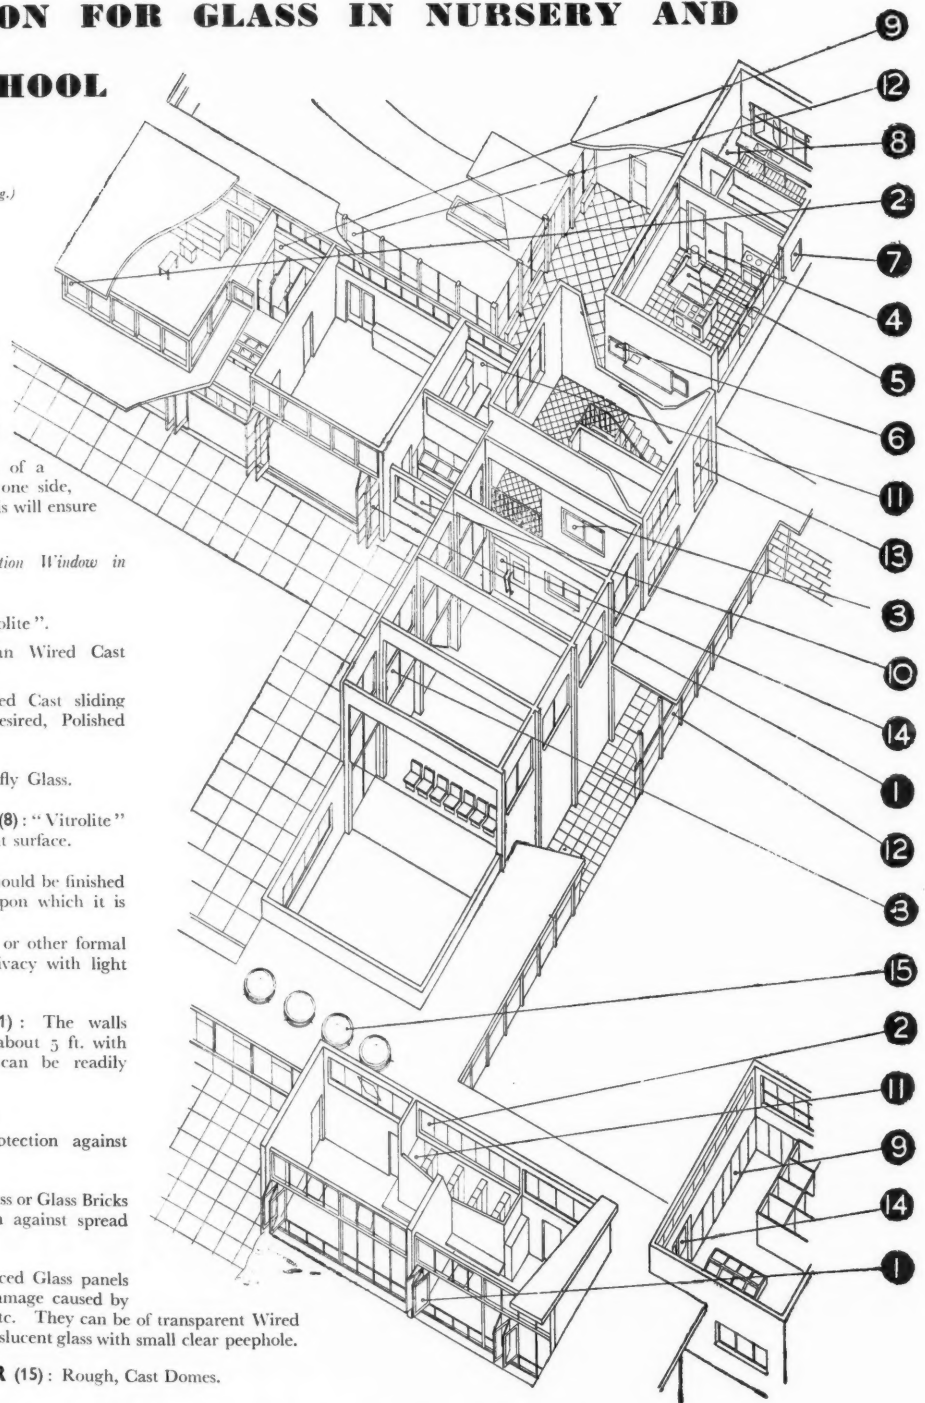 ON FOR GLASS IN NURSERY AND
HOOL
g.)
of a
one side,
s will ensure
tion Window in
olite ”.
an Wired Cast
ed Cast sliding
esired, Polished
fly Glass.
(8) : “ Vitrolite ”
t surface.
ould be finished
pon which it is
or other formal
ivacy with light
1) : The walls
about 5 ft. with
can be readily
otection against
ss or Glass Bricks
n against spread
ced Glass panels
amage caused by
tc. They can be of transparent Wired
slucent glass with small clear peephole.
R (15) : Rough, Cast Domes.
9
12
8
2
7
4
5
6
11
13
3
10
14
1
12
3
15
2
11
9
14
1